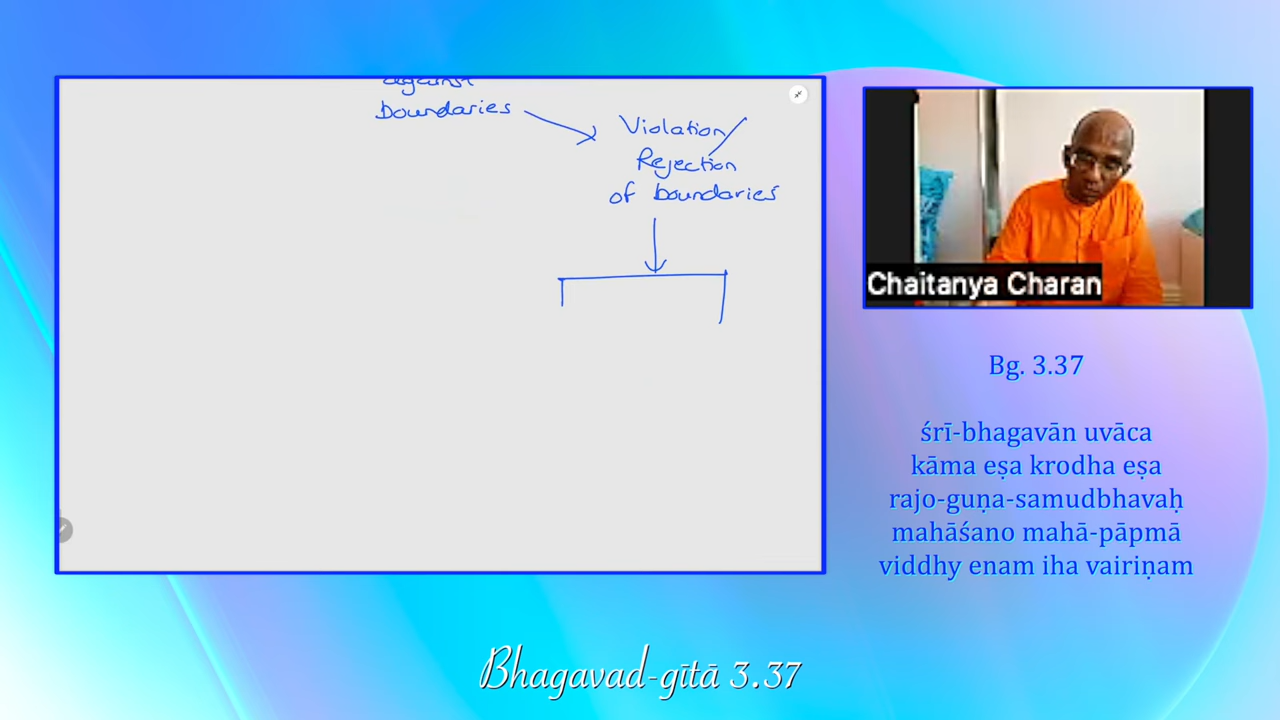 against
boundaries
Violation/
Rejection
of boundaries
Chaitanya Charan
Bg. 3.37
śrī-bhagavān uvāca
kāma eṣa krodha eṣa
rajo-guṇa-samudbhavaḥ
mahāśano mahā-pāpmā
viddhy enam iha vairiṇam
Bhagavad-gītā 3.37